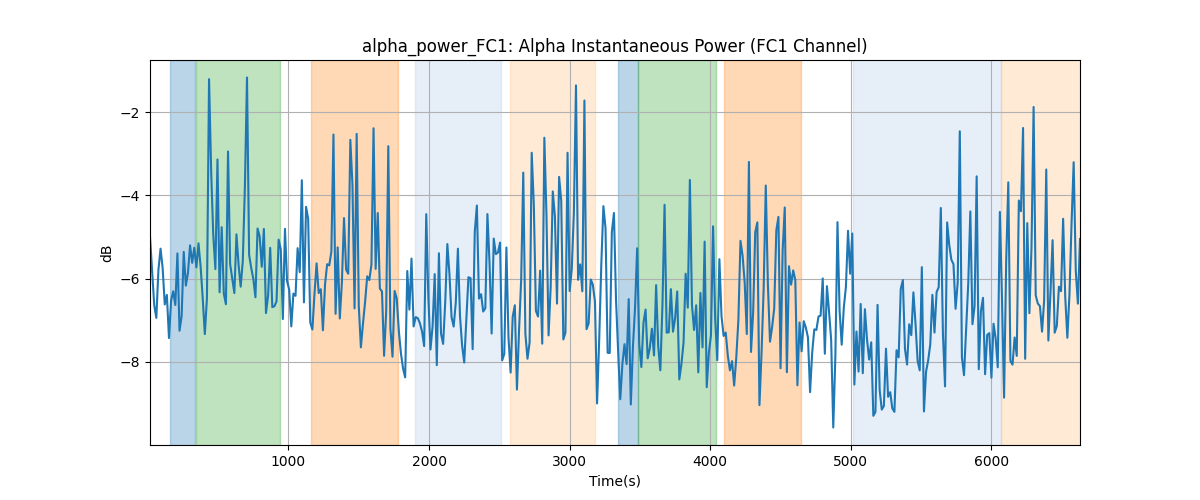 alpha_power_FC1: Alpha Instantaneous Power (FC1 Channel)
−2
−4
−6
−8
dB
1000 2000 3000 4000 5000 6000
Time(s)